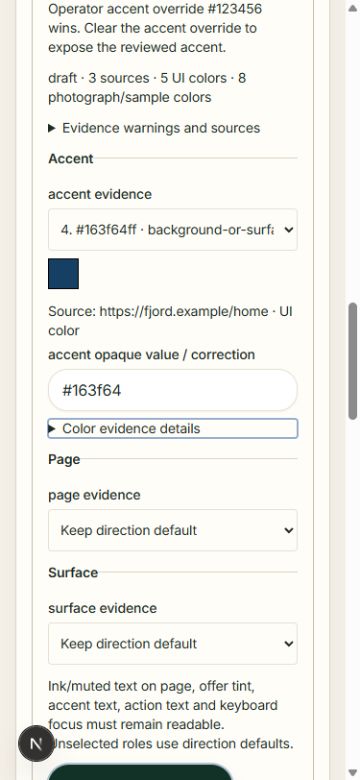 Operator accent override #123456
wins. Clear the accent override to
expose the reviewed accent.
draft · 3 sources · 5 UI colors · 8
photograph/sample colors
▶ Evidence warnings and sources
Accent
accent evidence
4. #163f64ff · background-or-surfa
Source: https://fjord.example/home · UI
color
accent opaque value / correction
#163f64
▶ Color evidence details
Page
page evidence
Keep direction default
Surface
surface evidence
Keep direction default
Ink/muted text on page, offer tint,
accent text, action text and keyboard
focus must remain readable.
Unselected roles use direction defaults.
N